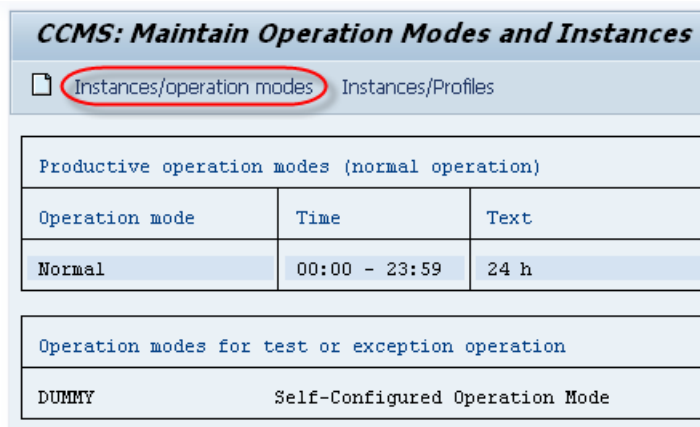 CCMS: Maintain Operation Modes and Instances
Instances/operation modes Instances/Profiles
Productive operation modes (normal operation)
Operation mode Time Text
Normal 00:00 - 23:59 24 h
Operation modes for test or exception operation
DUMMY Self-Configured Operation Mode